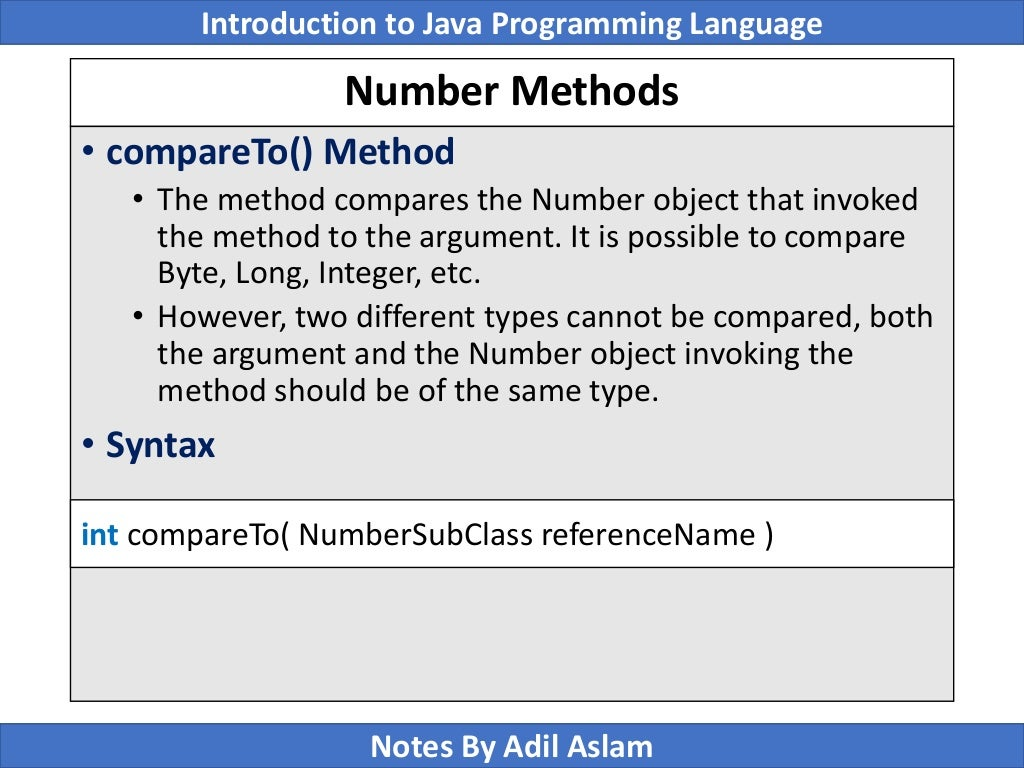 Introduction to Java Programming Language
Number Methods
• compareTo() Method
• The method compares the Number object that invoked
the method to the argument. It is possible to compare
Byte, Long, Integer, etc.
• However, two different types cannot be compared, both
the argument and the Number object invoking the
method should be of the same type.
• Syntax
int compareTo( NumberSubClass referenceName )
Notes By Adil Aslam